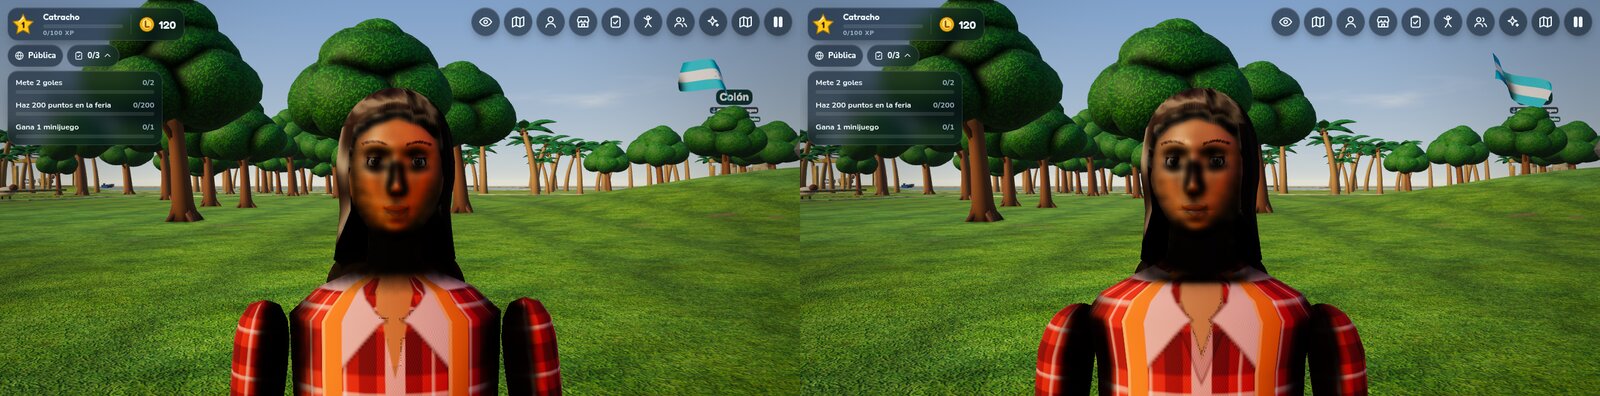 1
Catracho
0/100 XP
L 120
Pública
0/3
Mete 2 goles 0/2
Haz 200 puntos en la feria 0/200
Gana 1 minijuego 0/1
Colón
1
Catracho
0/100 XP
L 120
Pública
0/3
Mete 2 goles 0/2
Haz 200 puntos en la feria 0/200
Gana 1 minijuego 0/1